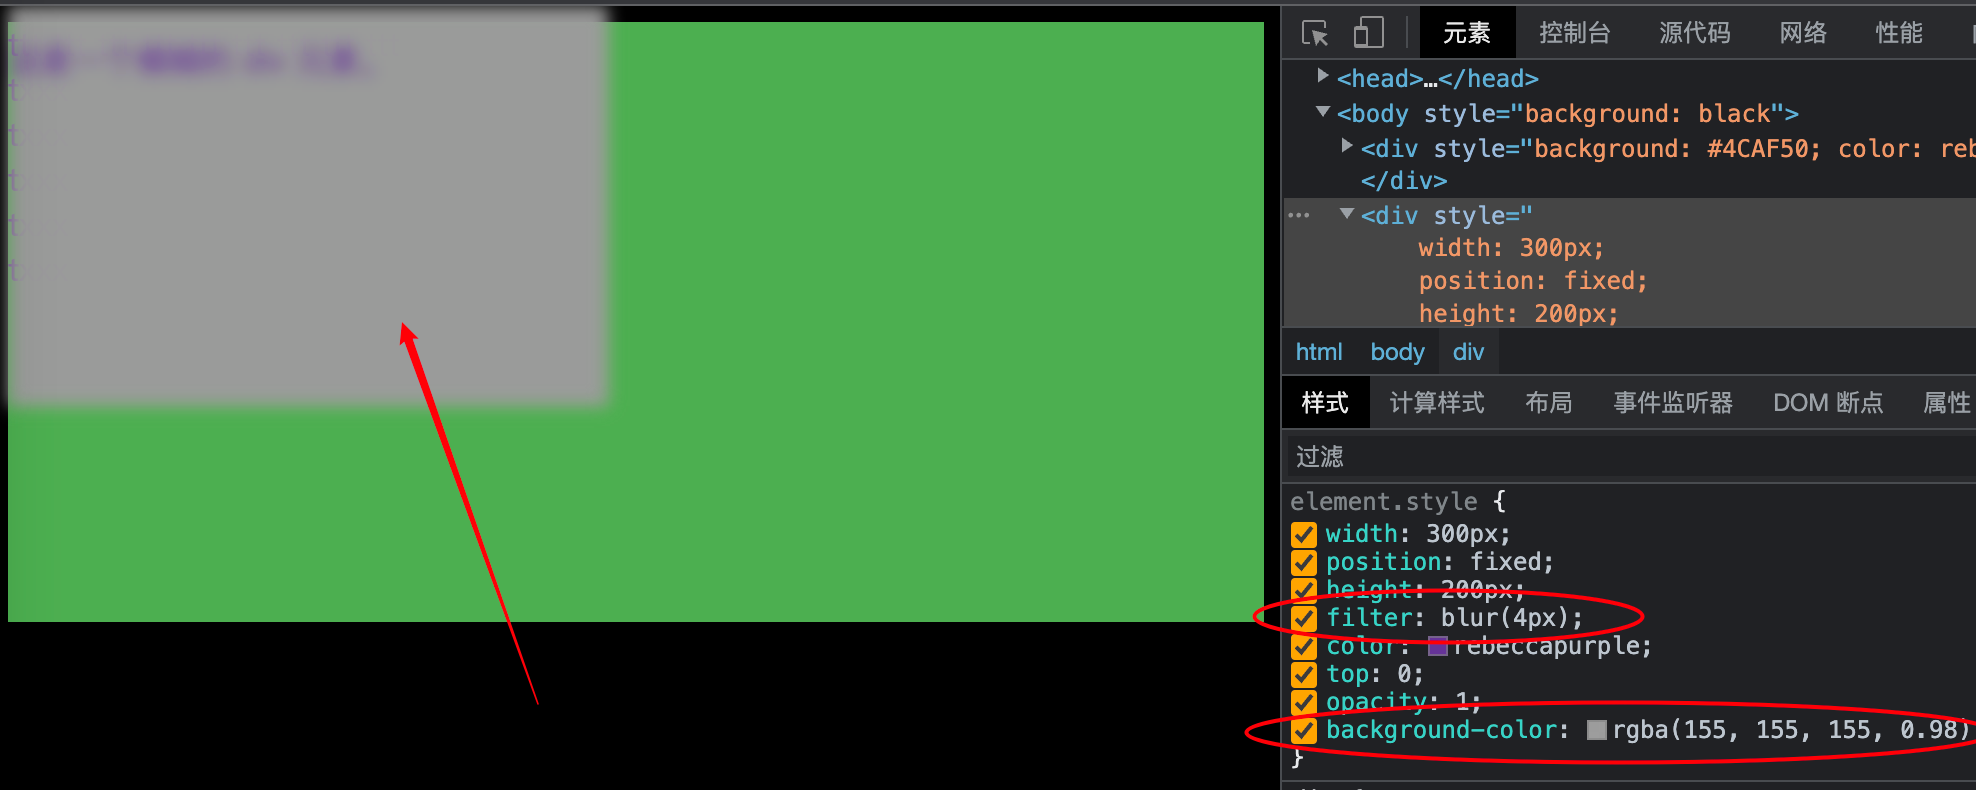 t
t
t
t
t
t
元素 控制台 源代码 网络 性能
<head>…</head>
<body style="background: black">
<div style="background: #4CAF50; color: reb
</div>
<div style="
width: 300px;
position: fixed;
height: 200px;
html body div
样式 计算样式 布局 事件监听器 DOM 断点 属性
过滤
element.style {
width: 300px;
position: fixed;
height: 200px;
filter: blur(4px);
color: rebeccapurple;
top: 0;
opacity: 1;
background-color: rgba(155, 155, 155, 0.98)
}